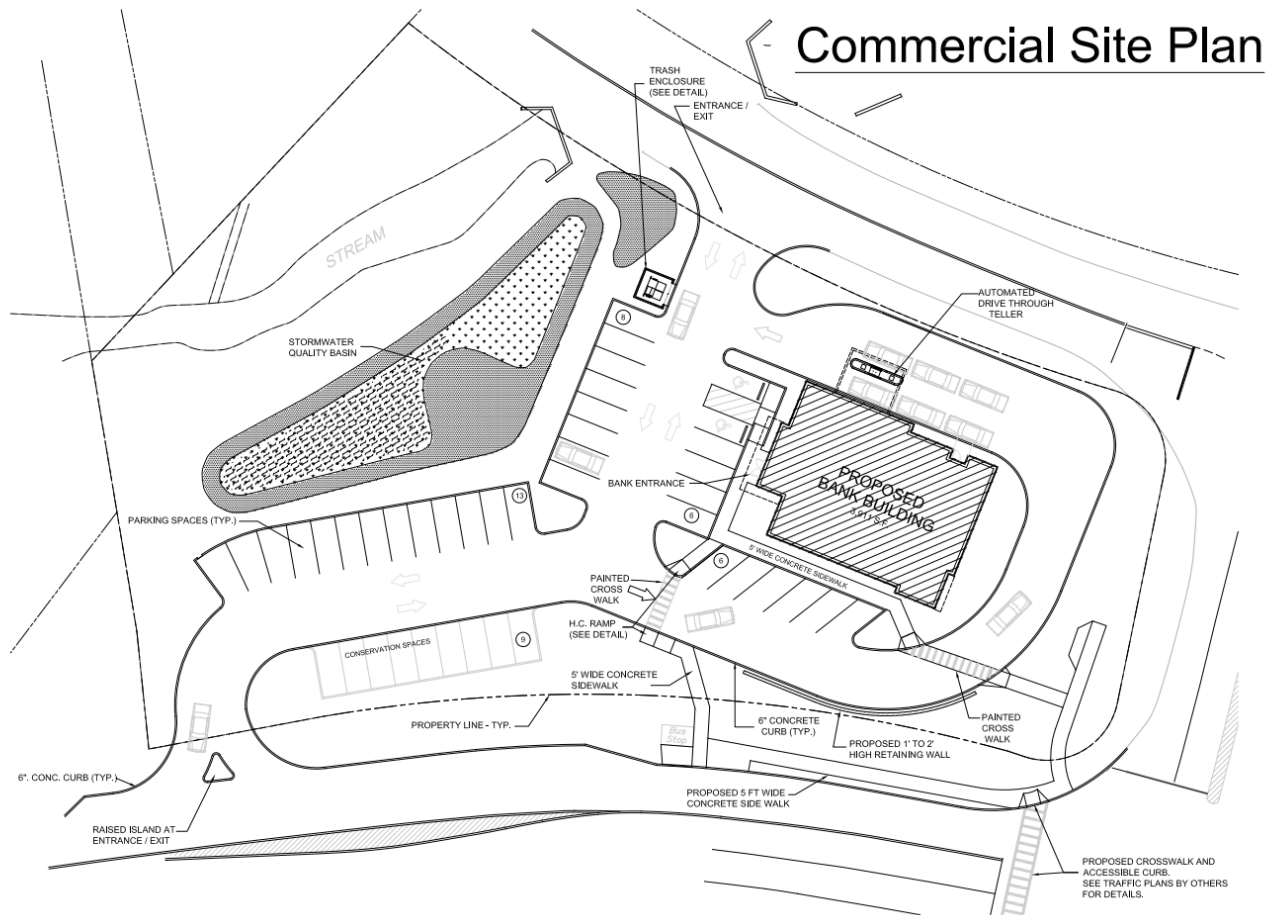 Commercial Site Plan
TRASH
ENCLOSURE
(SEE DETAIL)
ENTRANCE /
EXIT
STREAM
AUTOMATED
DRIVE THROUGH
TELLER
8
STORMWATER
QUALITY BASIN
PROPOSED
BANK BUILDING
3,911 S.F.
BANK ENTRANCE
13
6
PARKING SPACES (TYP.)
5' WIDE CONCRETE SIDEWALK
6
PAINTED
CROSS
WALK
H.C. RAMP
(SEE DETAIL)
CONSERVATION SPACES
9
5' WIDE CONCRETE
SIDEWALK
PROPERTY LINE - TYP.
Bus
Stop
6" CONCRETE
CURB (TYP.)
PROPOSED 1' TO 2'
HIGH RETAINING WALL
PAINTED
CROSS
WALK
6". CONC. CURB (TYP.)
PROPOSED 5 FT WIDE
CONCRETE SIDE WALK
RAISED ISLAND AT
ENTRANCE / EXIT
PROPOSED CROSSWALK AND
ACCESSIBLE CURB.
SEE TRAFFIC PLANS BY OTHERS
FOR DETAILS.